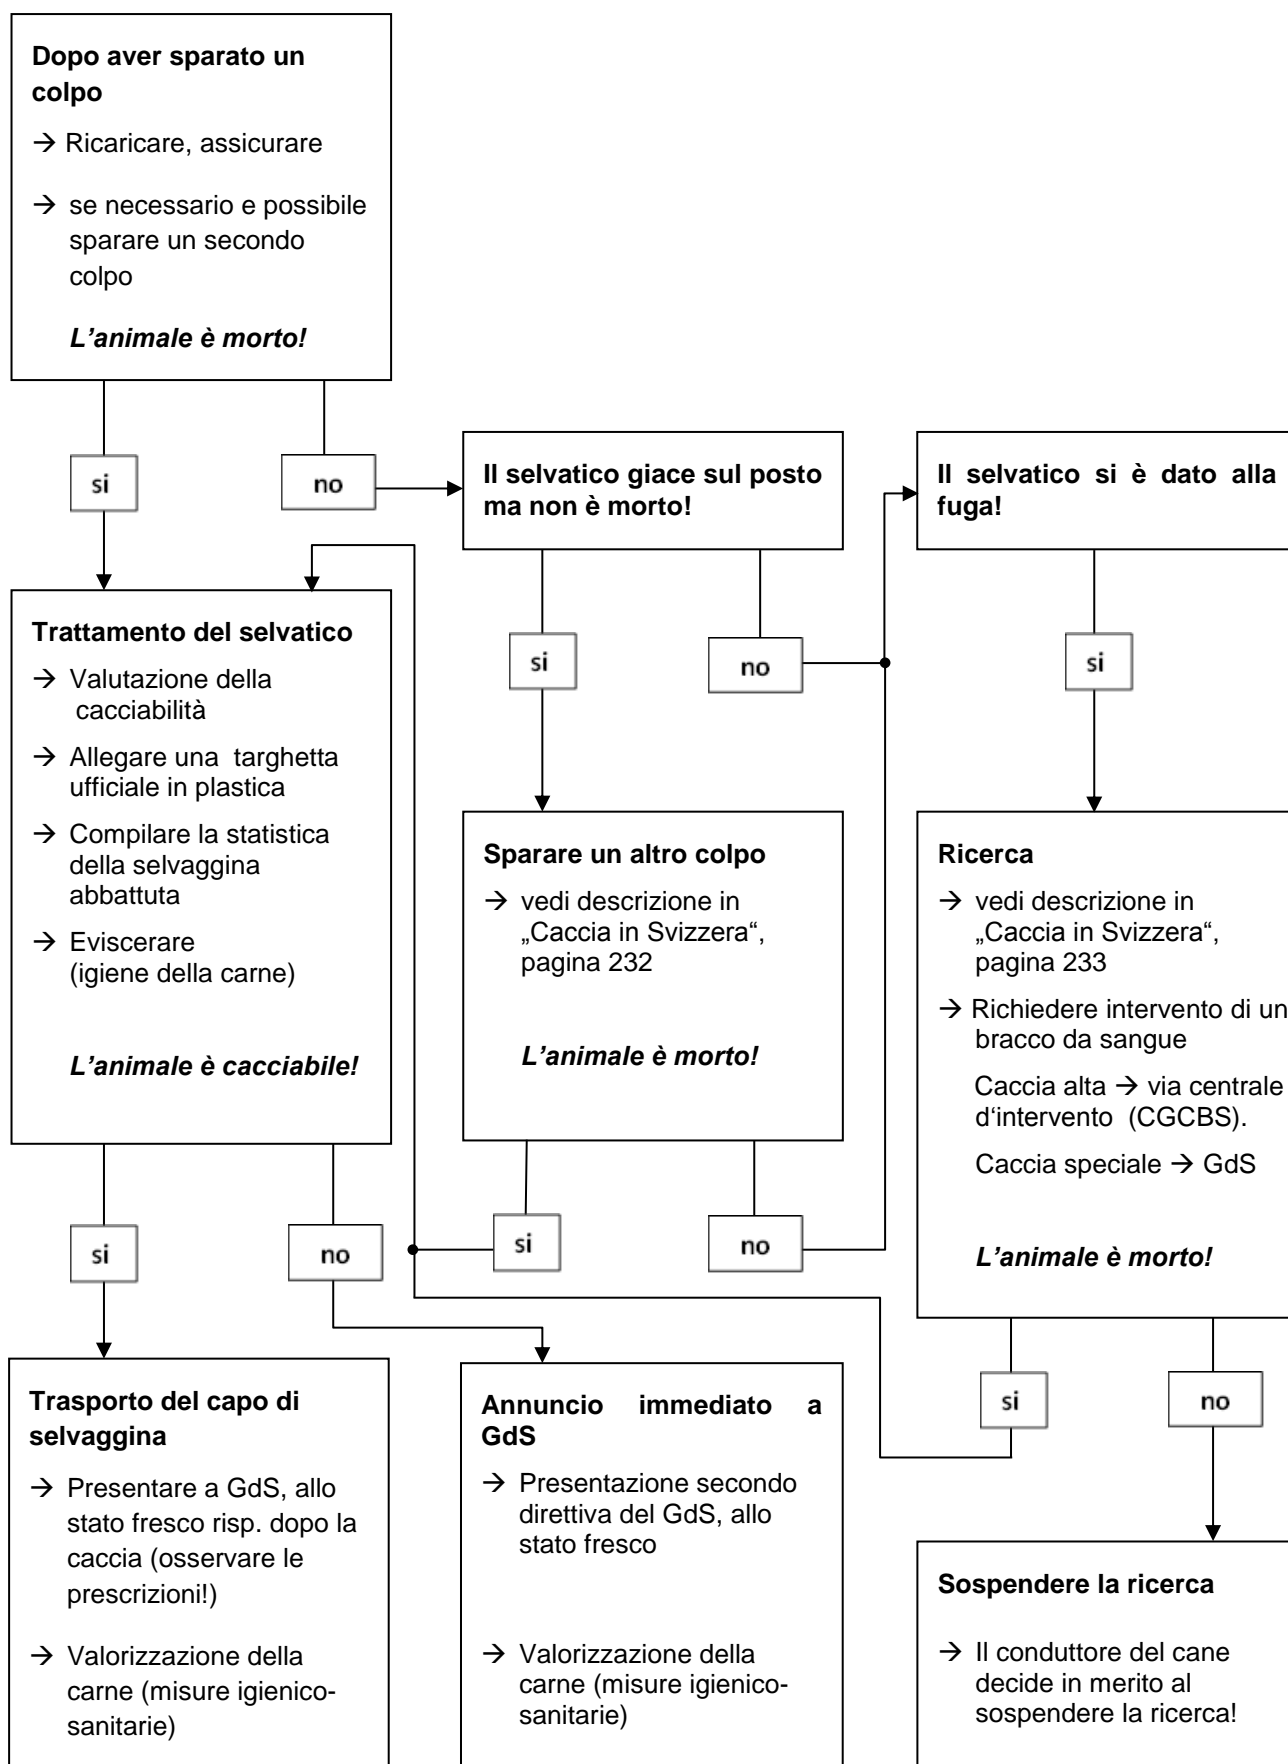 Dopo aver sparato un
colpo
→ Ricaricare, assicurare
→ se necessario e possibile
sparare un secondo
colpo
L’animale è morto!
si
no
Il selvatico giace sul posto
ma non è morto!
Il selvatico si è dato alla
fuga!
si
no
si
Trattamento del selvatico
→ Valutazione della
cacciabilità
→ Allegare una targhetta
ufficiale in plastica
→ Compilare la statistica
della selvaggina
abbattuta
→ Eviscerare
(igiene della carne)
L’animale è cacciabile!
Sparare un altro colpo
→ vedi descrizione in
„Caccia in Svizzera“,
pagina 232
L’animale è morto!
Ricerca
→ vedi descrizione in
„Caccia in Svizzera“,
pagina 233
→ Richiedere intervento di un
bracco da sangue
Caccia alta → via centrale
d‘intervento (CGCBS).
Caccia speciale → GdS
L’animale è morto!
si
no
si
no
si
no
Trasporto del capo di
selvaggina
→ Presentare a GdS, allo
stato fresco risp. dopo la
caccia (osservare le
prescrizioni!)
→ Valorizzazione della
carne (misure igienico-
sanitarie)
Annuncio immediato a
GdS
→ Presentazione secondo
direttiva del GdS, allo
stato fresco
→ Valorizzazione della
carne (misure igienico-
sanitarie)
Sospendere la ricerca
→ Il conduttore del cane
decide in merito al
sospendere la ricerca!